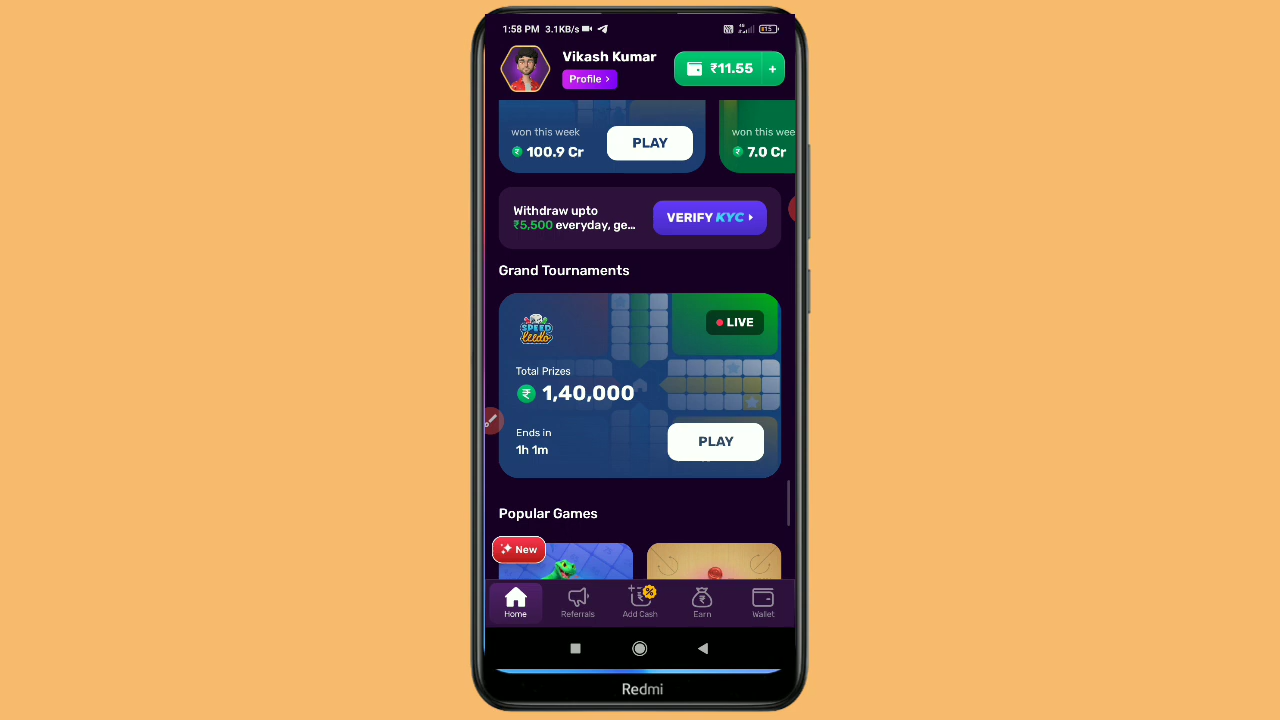 1:58 PM 3.1KB/s
Vikash Kumar
Profile >
₹11.55 +
won this week
₹ 100.9 Cr
PLAY
won this wee
₹ 7.0 Cr
Withdraw upto
₹5,500 everyday, ge...
VERIFY KYC
Grand Tournaments
SPEED
Leedo
LIVE
Total Prizes
₹ 1,40,000
Ends in
1h 1m
PLAY
Popular Games
New
Home
Referrals
Add Cash
Earn
Wallet
Redmi